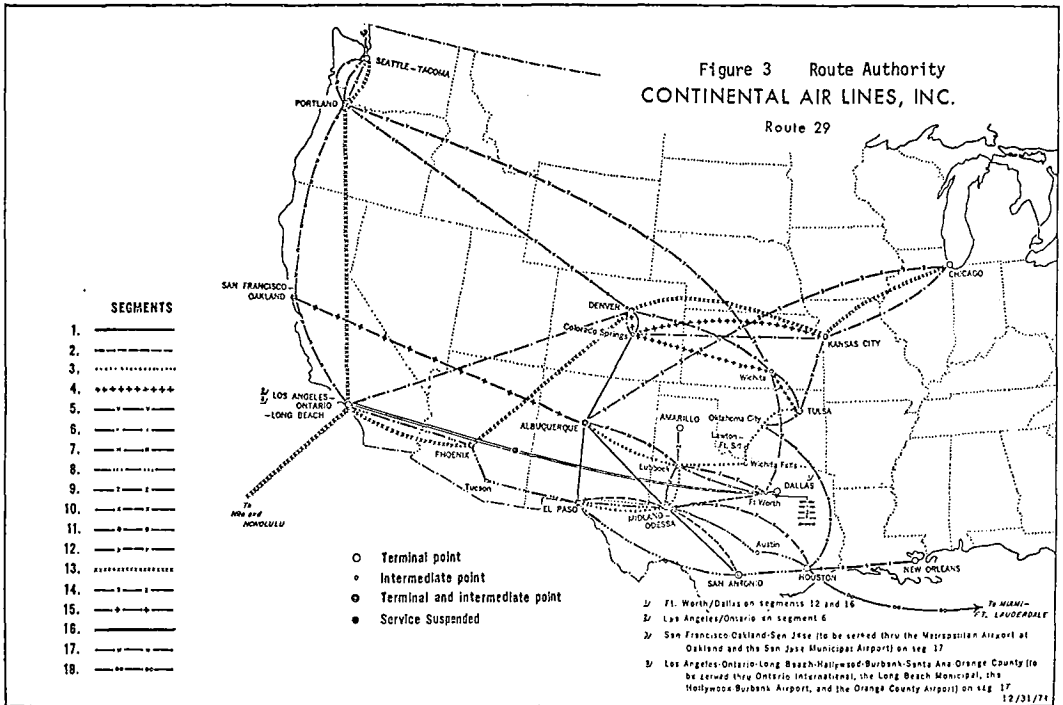 Figure 3 Route Authority
CONTINENTAL AIR LINES, INC.
Route 29
SEATTLE-TACOMA
PORTLAND
SAN FRANCISCO-
OAKLAND
CHICAGO
DENVER
Colorado Springs
KANSAS CITY
Wichita
TULSA
LOS ANGELES-
ONTARIO
-LONG BEACH
AMARILLO
Oklahoma City
ALBUQUERQUE
Lawton-
Ft. Sill
PHOENIX
Lubbock
Wichita Falls
DALLAS
Tucson
Ft Worth
EL PASO
MIDLAND
ODESSA
To
Hilo and
HONOLULU
Austin
SAN ANTONIO
HOUSTON
NEW ORLEANS
To MIAMI-
FT. LAUDERDALE
SEGMENTS
1.
2.
3.
4.
5.
6.
7.
8.
9.
10.
11.
12.
13.
14.
15.
16.
17.
18.
Terminal point
Intermediate point
Terminal and intermediate point
Service Suspended
1/ Ft. Worth/Dallas on segments 12 and 16
2/ Los Angeles/Ontario on segment 6
San Francisco-Oakland-San Jose (to be served thru the Metropolitan Airport at
Oakland and the San Jose Municipal Airport) on seg 17
Los Angeles-Ontario-Long Beach-Hollywood-Burbank-Santa Ana-Orange County (to
be served thru Ontario International, the Long Beach Municipal, the
Hollywood Burbank Airport, and the Orange County Airport) on seg 17